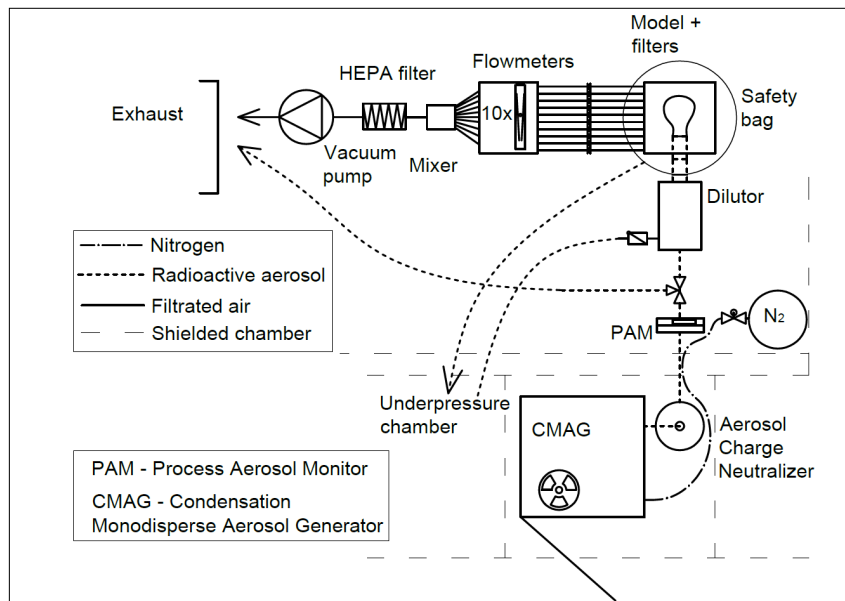 Model +
filters
Flowmeters
HEPA filter
Safety
bag
Exhaust
10x
Vacuum
pump
Mixer
Dilutor
Nitrogen
Radioactive aerosol
Filtrated air
Shielded chamber
N2
PAM
Underpressure
chamber
CMAG
Aerosol
Charge
Neutralizer
PAM - Process Aerosol Monitor
CMAG - Condensation
Monodisperse Aerosol Generator